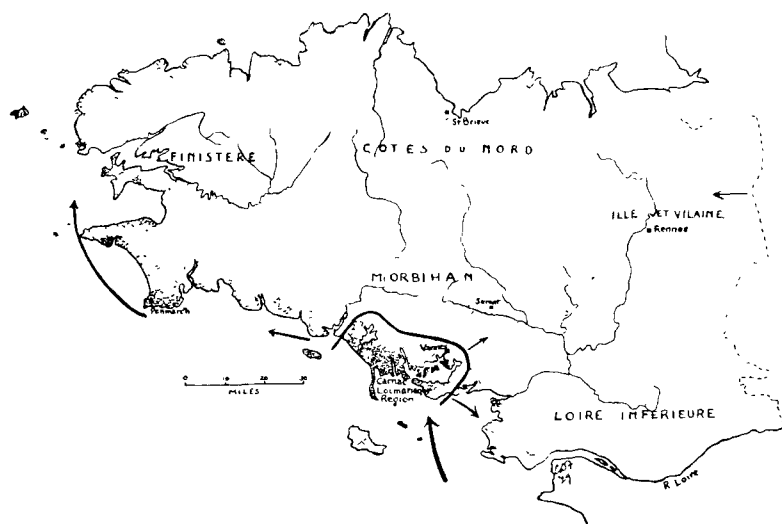 St Brieuc
CÔTES DU NORD
FINISTERE
ILLE ET VILAINE
Rennes
MORBIHAN
Penmarch
Vannes
0 10 20 30
MILES
Carnac
Locmariaquer
Region
LOIRE INFERIEURE
R Loire